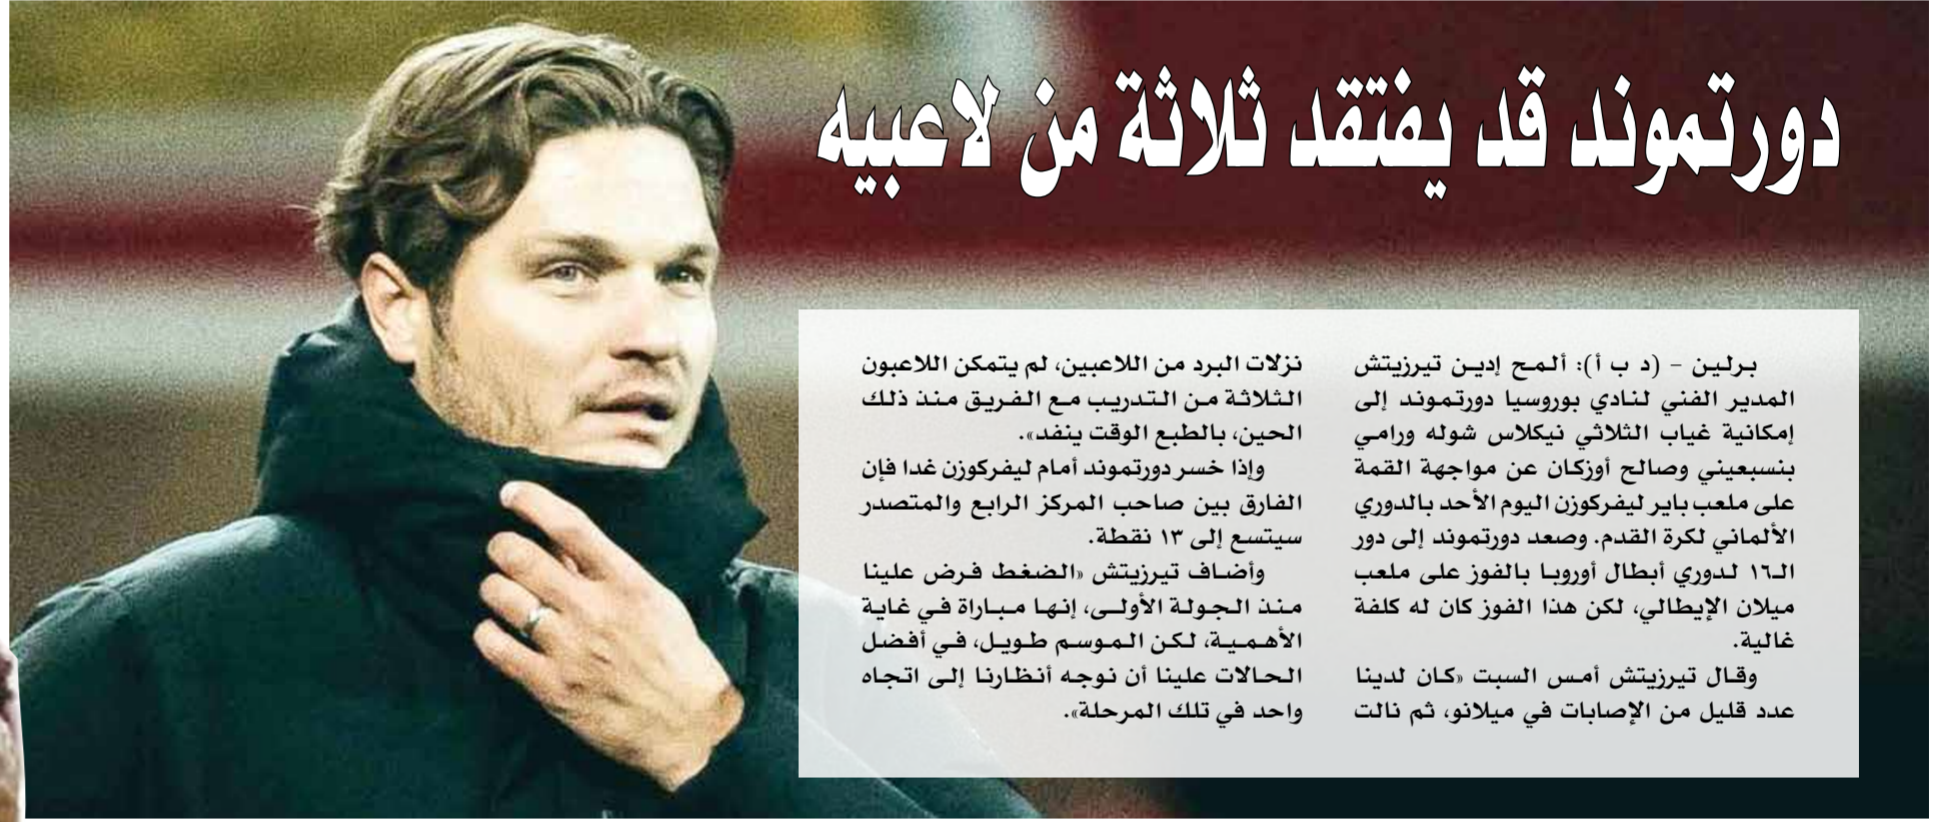 دورتموند قد يفتقد ثلاثة من لاعبيه
برلين - (د ب أ): ألمح إدين تيرزيتش
المدير الفني لنادي بوروسيا دورتموند إلى
إمكانية غياب الثلاثي نيكلاس شوله ورامي
بنسبعيني وصالح أوزكان عن مواجهة القمة
على ملعب باير ليفركوزن اليوم الأحد بالدوري
الألماني لكرة القدم. وصعد دورتموند إلى دور
الـ١٦ لدوري أبطال أوروبا بالفوز على ملعب
ميلان الإيطالي، لكن هذا الفوز كان له كلفة
غالية.
وقال تيرزيتش أمس السبت «كان لدينا
عدد قليل من الإصابات في ميلانو، ثم نالت
نزلات البرد من اللاعبين، لم يتمكن اللاعبون
الثلاثة من التدريب مع الفريق منذ ذلك
الحين، بالطبع الوقت ينفد».
وإذا خسر دورتموند أمام ليفركوزن غدا فإن
الفارق بين صاحب المركز الرابع والمتصدر
سيتسع إلى ١٣ نقطة.
وأضاف تيرزيتش «الضغط فرض علينا
منذ الجولة الأولى، إنها مباراة في غاية
الأهمية، لكن الموسم طويل، في أفضل
الحالات علينا أن نوجه أنظارنا إلى اتجاه
واحد في تلك المرحلة».